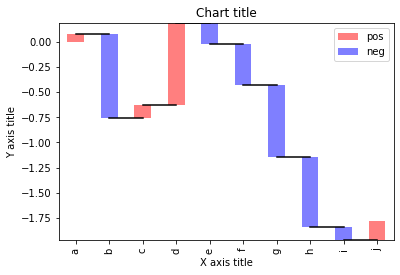 Chart title
pos
neg
0.00
−0.25
−0.50
−0.75
−1.00
−1.25
−1.50
−1.75
Y axis title
a b c d e f g h i j
X axis title